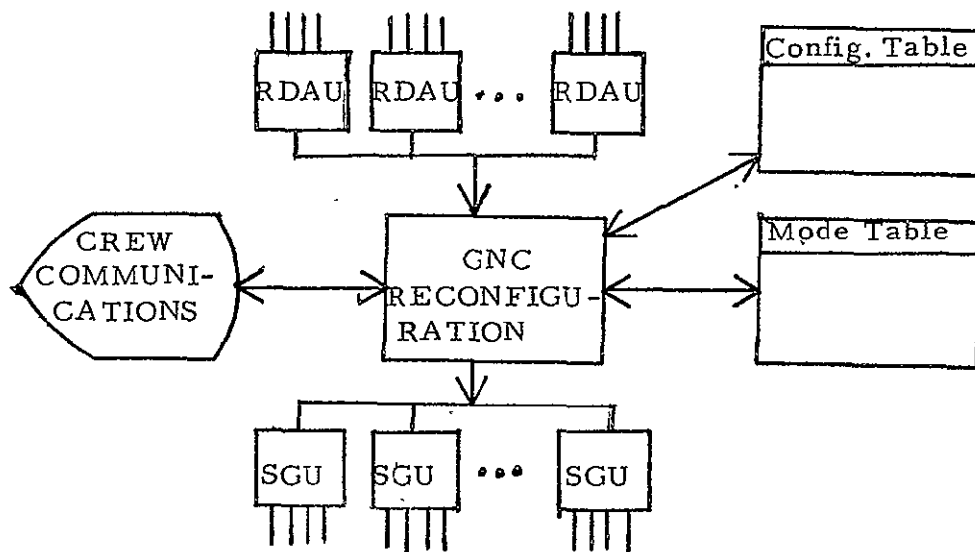 Config. Table
RDAU RDAU ... RDAU
Mode Table
CREW
COMMUNI-
CATIONS
GNC
RECONFIGU-
RATION
SGU SGU ... SGU